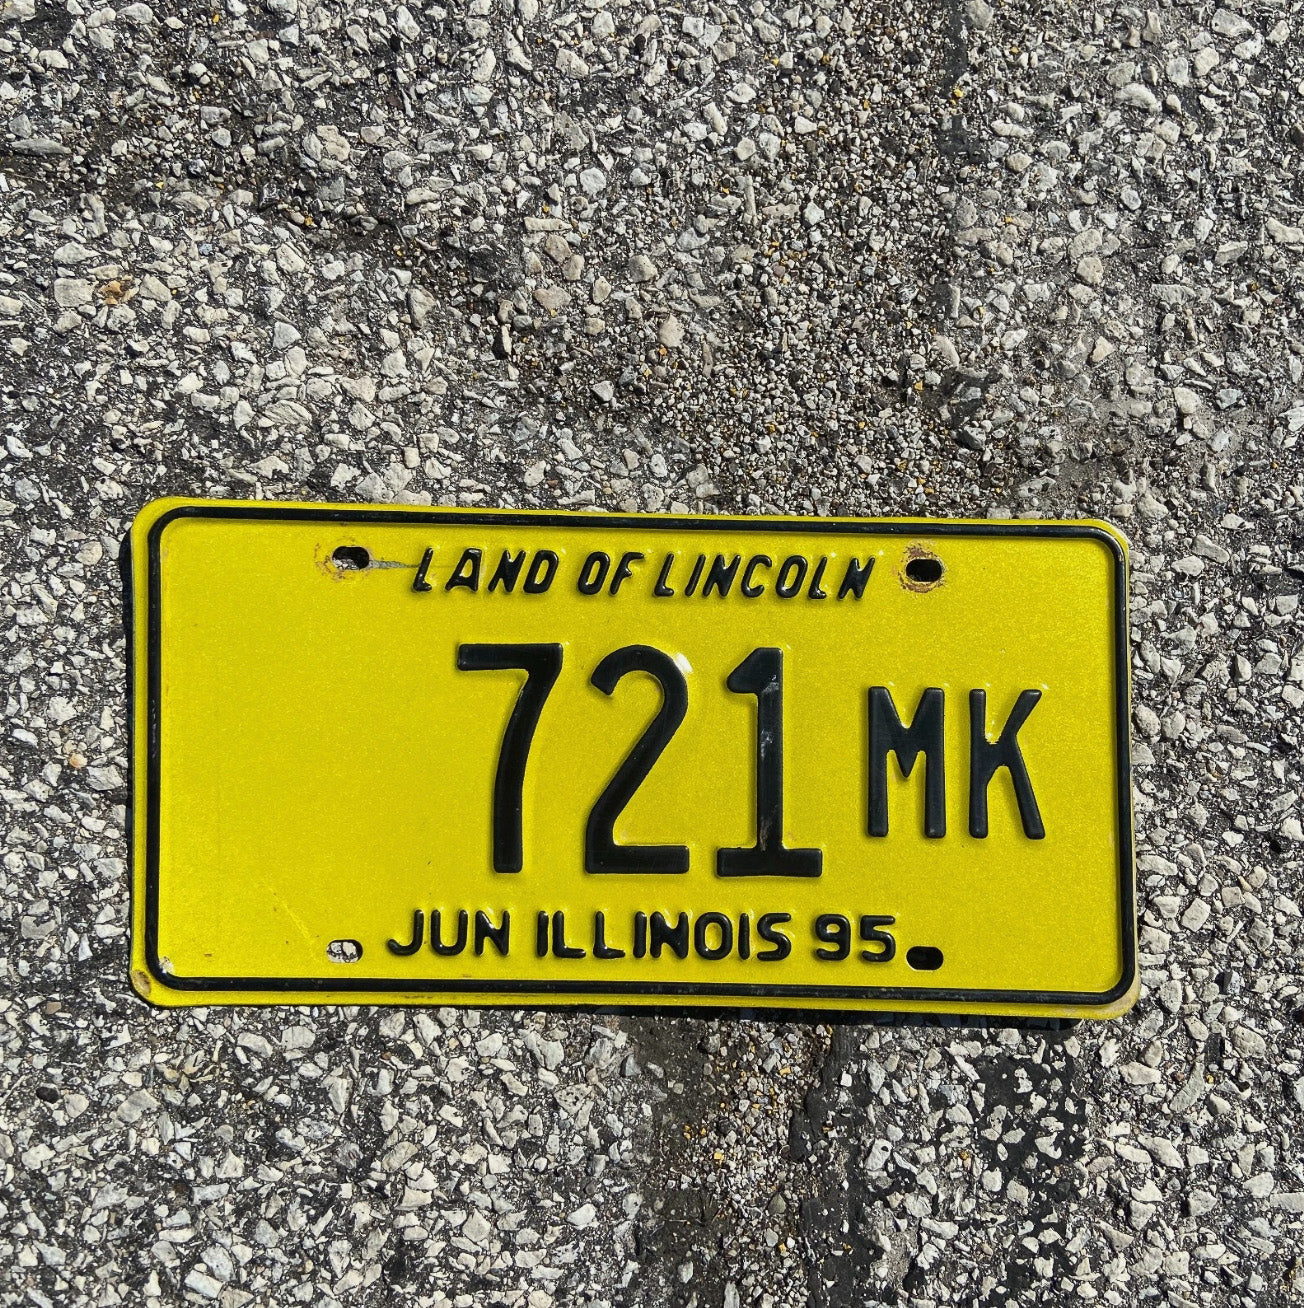 LAND OF LINCOLN
721 MK
JUN ILLINOIS 95